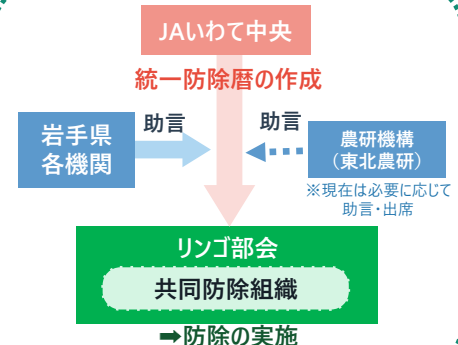 JAいわて中央
統一防除暦の作成
助言
助言
岩手県
各機関
農研機構
（東北農研）
※現在は必要に応じて
助言・出席
リンゴ部会
共同防除組織
➡防除の実施